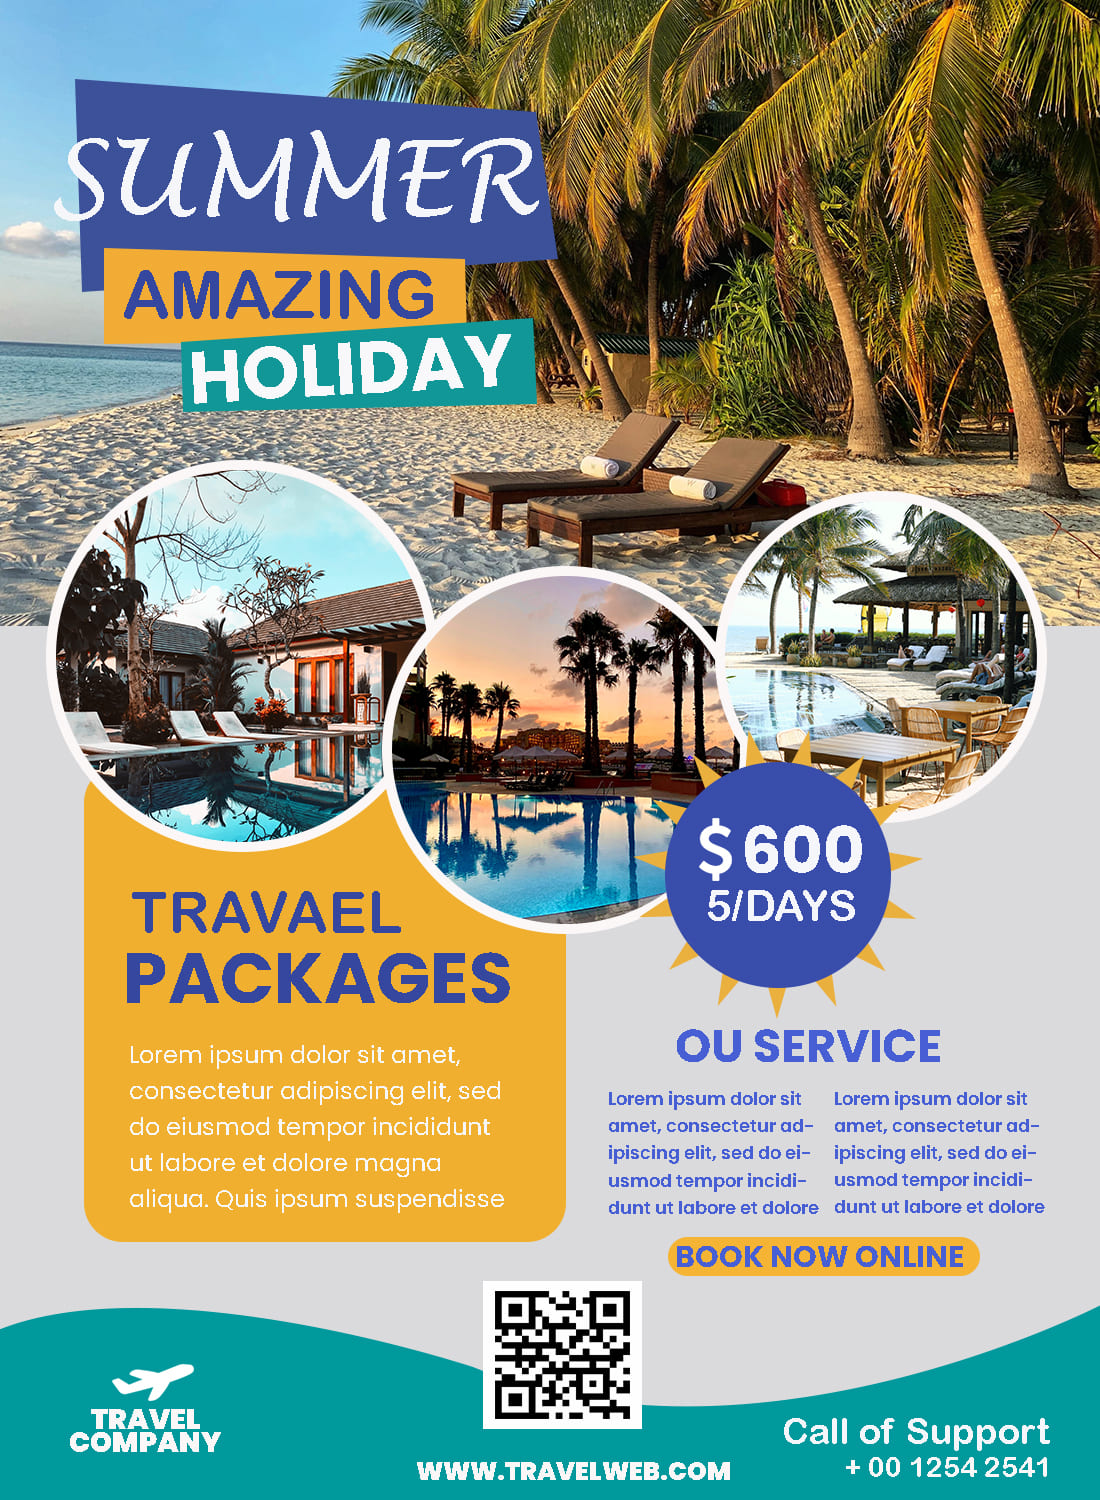 SUMMER
AMAZING
HOLIDAY
$600
5/DAYS
TRAVAEL
PACKAGES
Lorem ipsum dolor sit amet,
consectetur adipiscing elit, sed
do eiusmod tempor incididunt
ut labore et dolore magna
aliqua. Quis ipsum suspendisse
OU SERVICE
Lorem ipsum dolor sit
amet, consectetur ad-
ipiscing elit, sed do ei-
usmod tempor incidi-
dunt ut labore et dolore
Lorem ipsum dolor sit
amet, consectetur ad-
ipiscing elit, sed do ei-
usmod tempor incidi-
dunt ut labore et dolore
BOOK NOW ONLINE
TRAVEL
COMPANY
WWW.TRAVELWEB.COM
Call of Support
+ 00 1254 2541